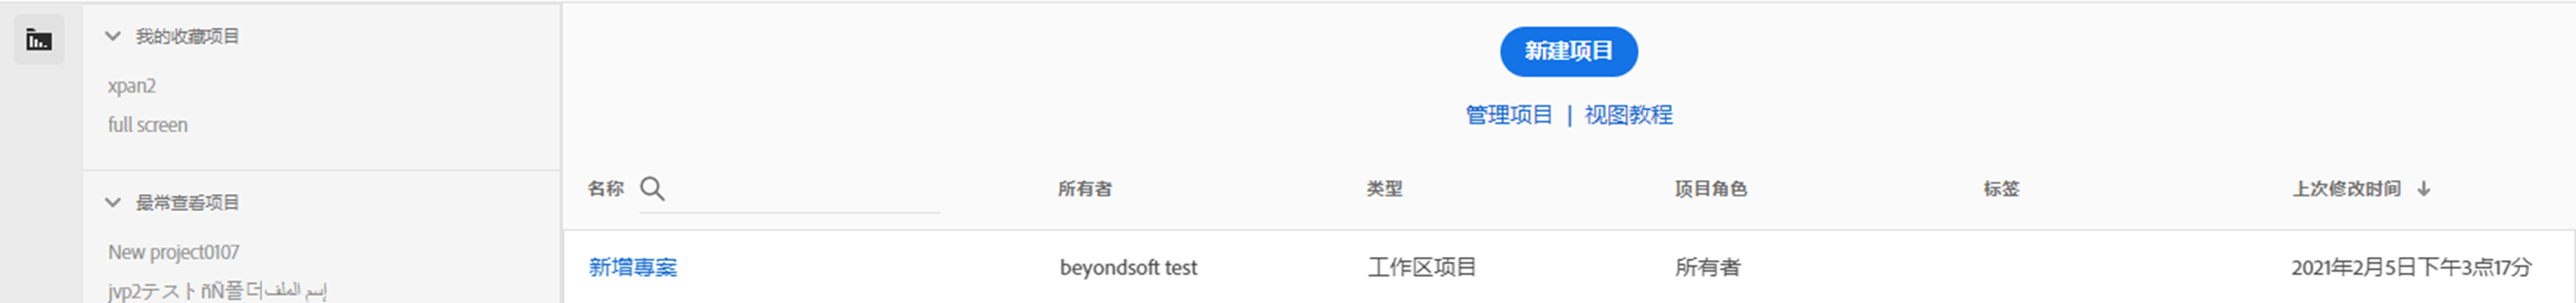 我的收藏项目
xpan2
full screen
最常查看项目
New project0107
jvp2テストñÑ폴더إسم الملف
新建项目
管理项目 | 视图教程
名称 所有者 类型 项目角色 标签 上次修改时间
新增專案 beyondsoft test 工作区项目 所有者 2021年2月5日下午3点17分